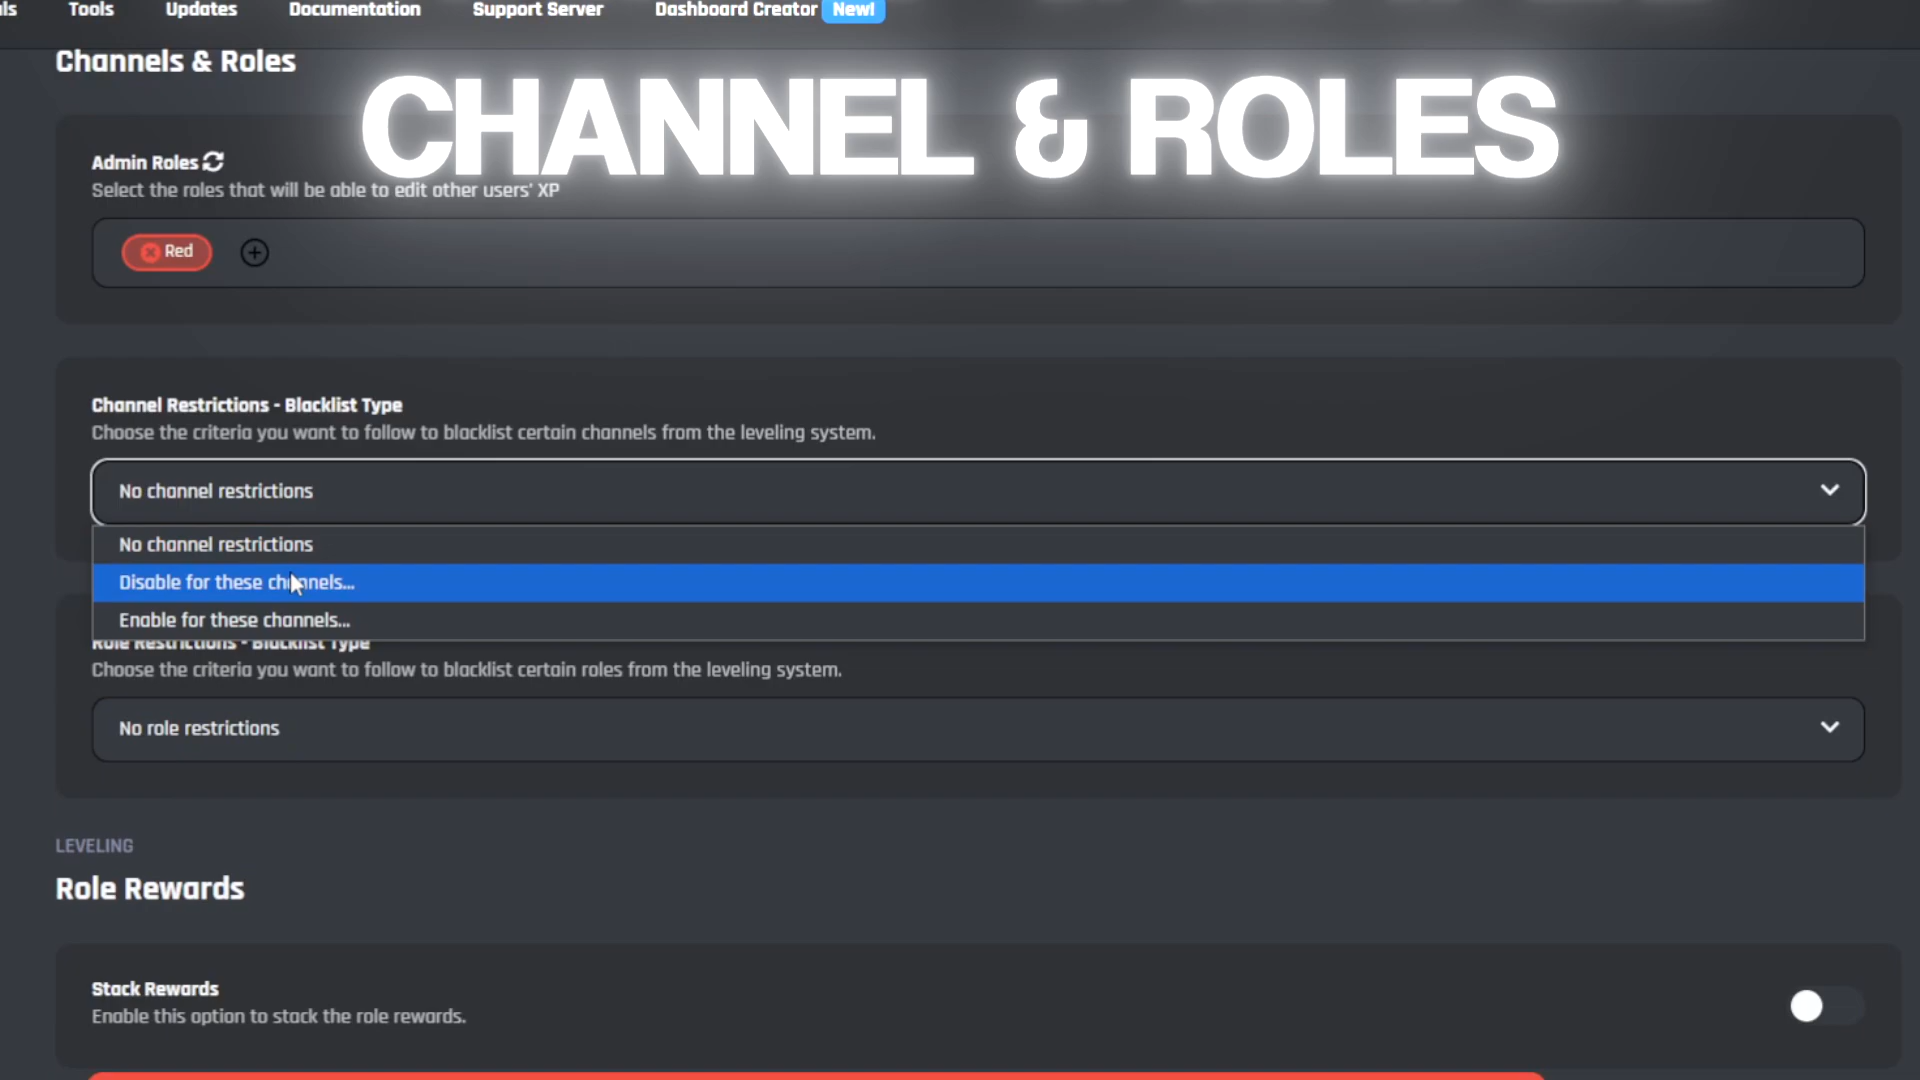 Tools Updates Documentation Support Server Dashboard Creator New!
Channels & Roles
CHANNEL & ROLES
Admin Roles
Select the roles that will be able to edit other users' XP
Red
Channel Restrictions - Blacklist Type
Choose the criteria you want to follow to blacklist certain channels from the leveling system.
No channel restrictions
No channel restrictions
Disable for these channels...
Enable for these channels...
Role Restrictions - Blacklist Type
Choose the criteria you want to follow to blacklist certain roles from the leveling system.
No role restrictions
LEVELING
Role Rewards
Stack Rewards
Enable this option to stack the role rewards.